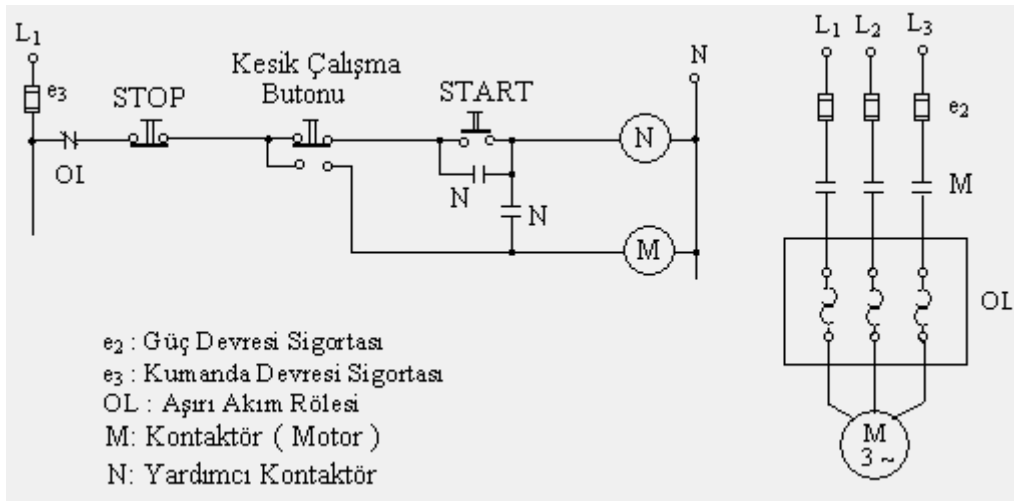 L₁
e₃
OL
STOP
Kesik Çalışma
Butonu
START
N
N
N
N
M
L₁ L₂ L₃
e₂
M
OL
M
3 ~
e₂ : Güç Devresi Sigortası
e₃ : Kumanda Devresi Sigortası
OL : Aşırı Akım Rölesi
M: Kontaktör ( Motor )
N: Yardımcı Kontaktör